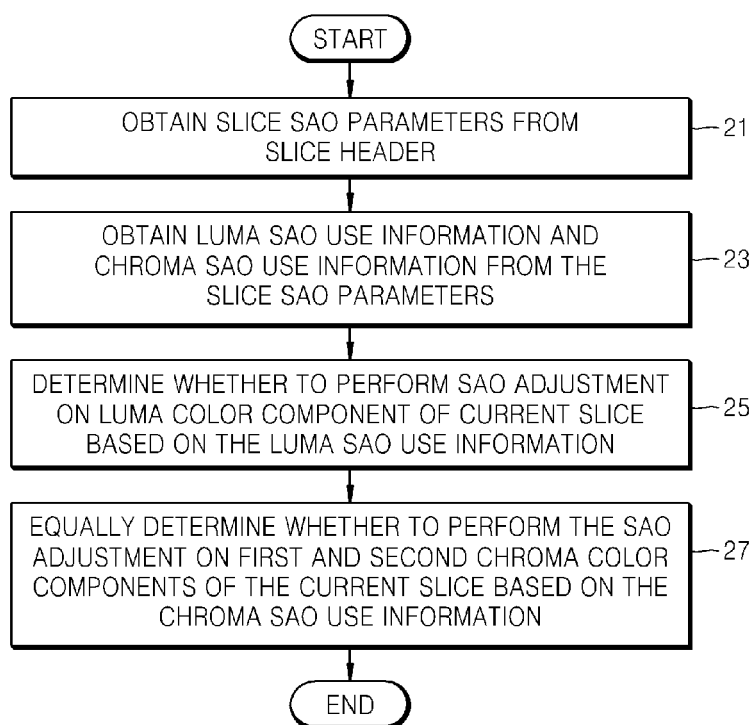 START
OBTAIN SLICE SAO PARAMETERS FROM
SLICE HEADER
21
OBTAIN LUMA SAO USE INFORMATION AND
CHROMA SAO USE INFORMATION FROM THE
SLICE SAO PARAMETERS
23
DETERMINE WHETHER TO PERFORM SAO ADJUSTMENT
ON LUMA COLOR COMPONENT OF CURRENT SLICE
BASED ON THE LUMA SAO USE INFORMATION
25
EQUALLY DETERMINE WHETHER TO PERFORM THE SAO
ADJUSTMENT ON FIRST AND SECOND CHROMA COLOR
COMPONENTS OF THE CURRENT SLICE BASED ON THE
CHROMA SAO USE INFORMATION
27
END